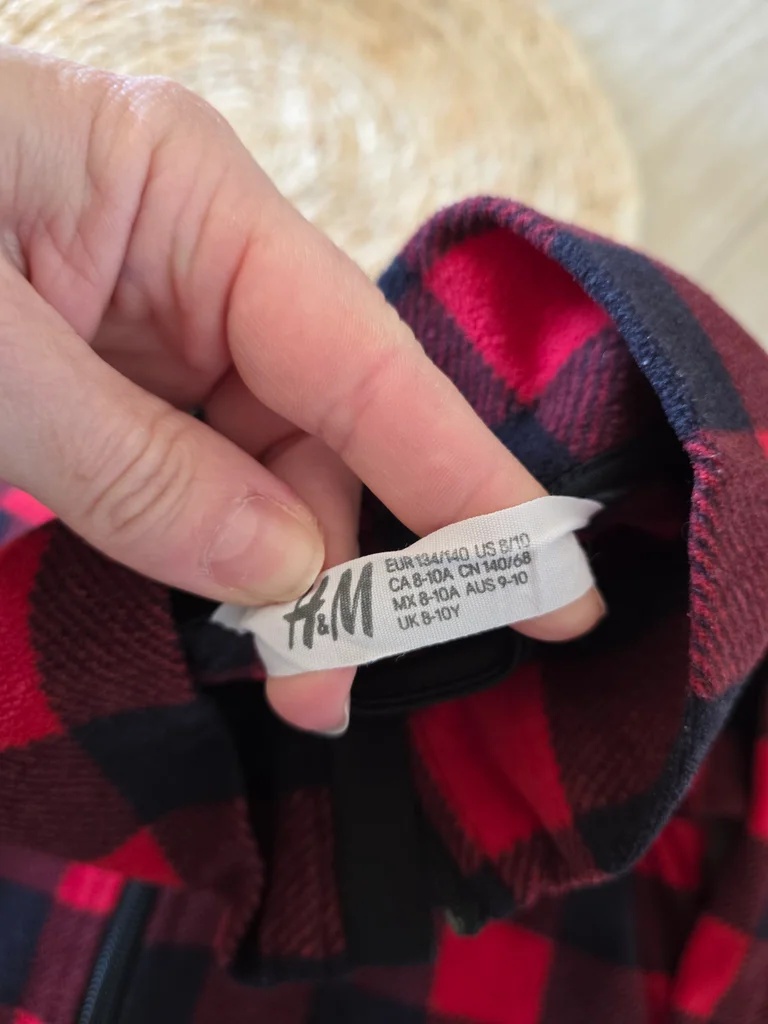 H&M
EUR 134/140 US 8/10
CA 8-10A CN 140/68
MX 8-10A AUS 9-10
UK 8-10Y